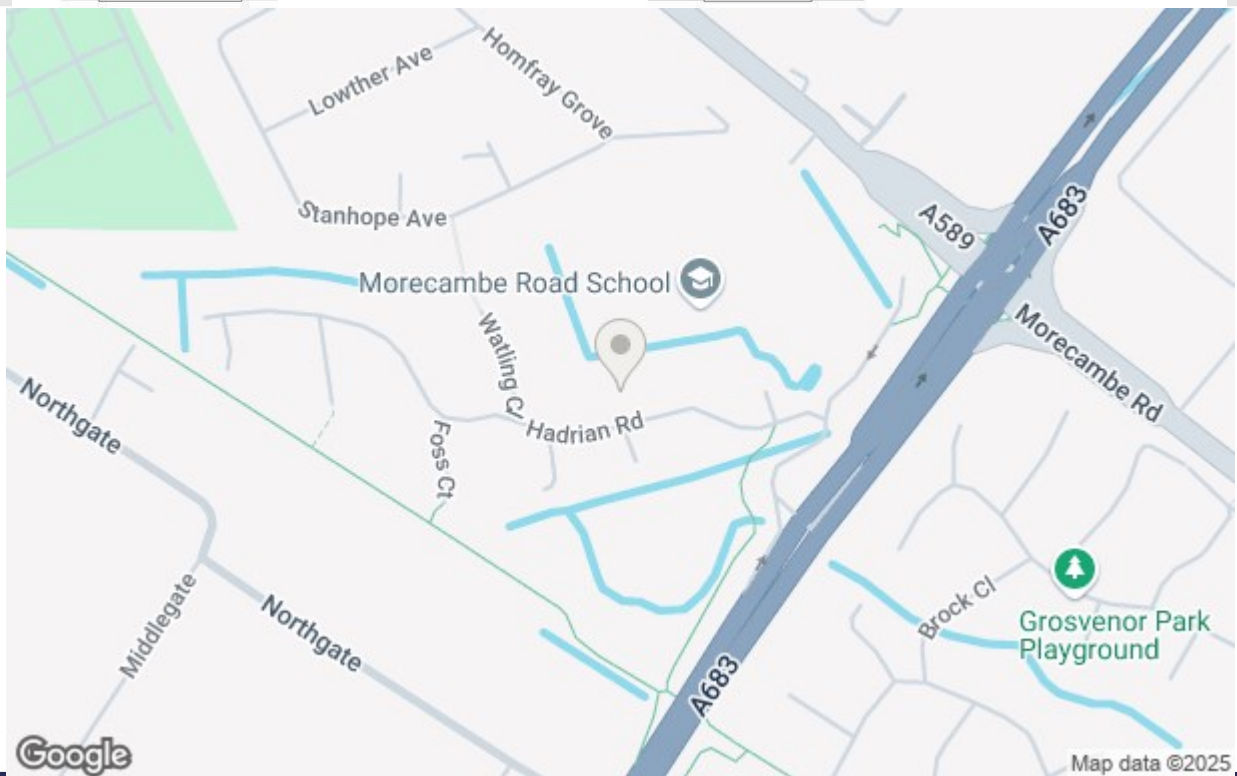 Lowther Ave
Homfray Grove
Stanhope Ave
A589
A683
Morecambe Road School
Morecambe Rd
Watling Cl
Hadrian Rd
Northgate
Foss Ct
Middlegate
Northgate
Brock Cl
Grosvenor Park
Playground
A683
Google
Map data ©2025